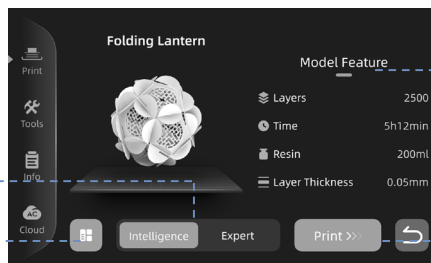 Folding Lantern
Model Feature
Print
Layers 2500
Tools
Time 5h12min
Resin 200ml
Info
Layer Thickness 0.05mm
AC
Cloud
Intelligence Expert Print >>>